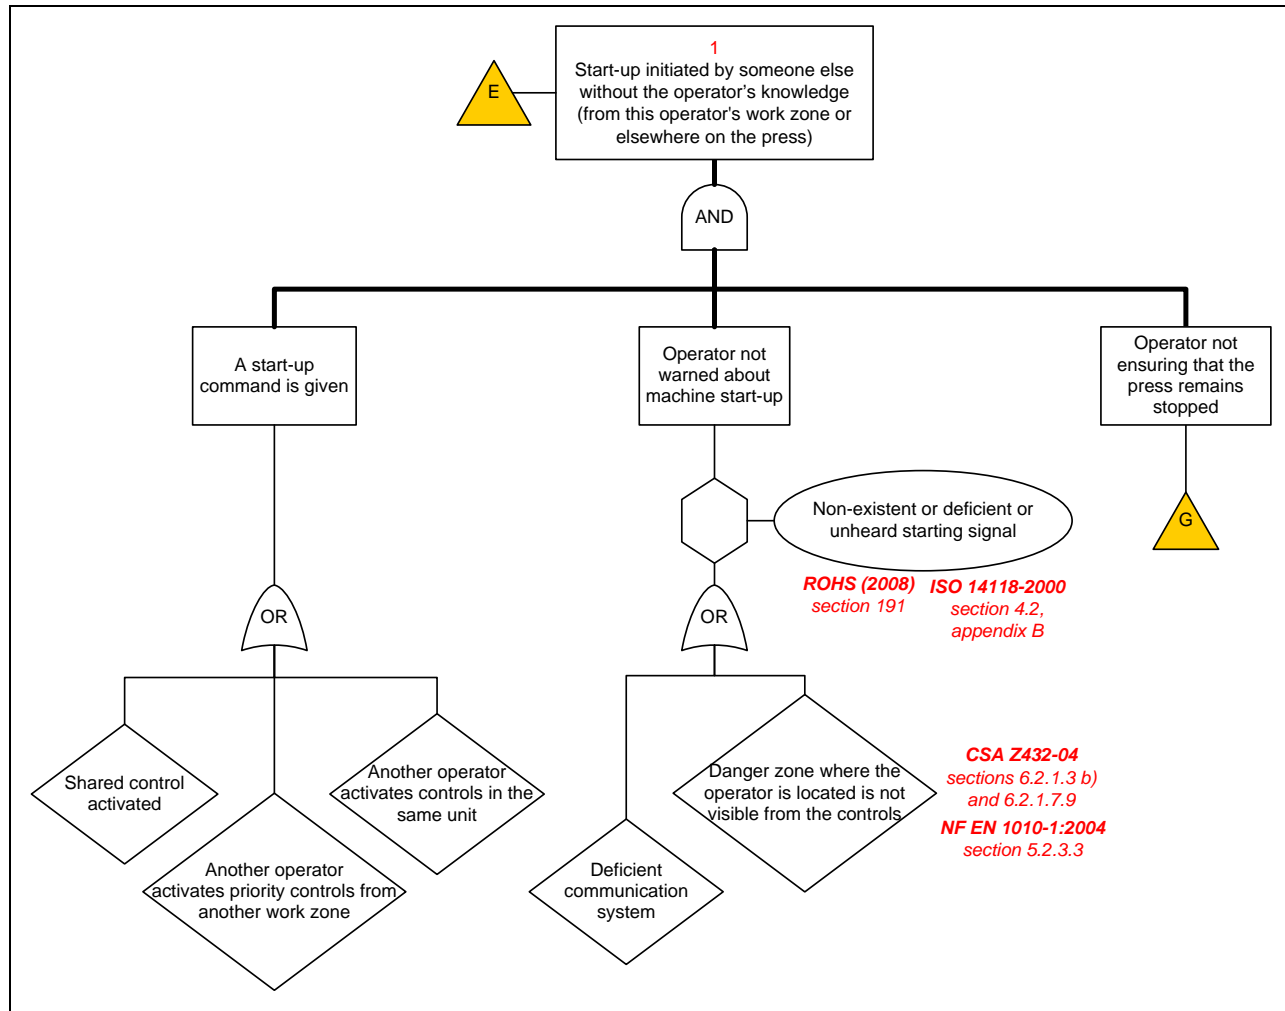 1
Start-up initiated by someone else
without the operator's knowledge
(from this operator's work zone or
elsewhere on the press)
E
AND
A start-up
command is given
Operator not
warned about
machine start-up
Operator not
ensuring that the
press remains
stopped
Non-existent or deficient or
unheard starting signal
G
ROHS (2008)
section 191
ISO 14118-2000
section 4.2,
appendix B
OR
OR
Shared control
activated
Another operator
activates priority controls from
another work zone
Another operator
activates controls in the
same unit
Deficient
communication
system
Danger zone where the
operator is located is not
visible from the controls
CSA Z432-04
sections 6.2.1.3 b)
and 6.2.1.7.9
NF EN 1010-1:2004
section 5.2.3.3